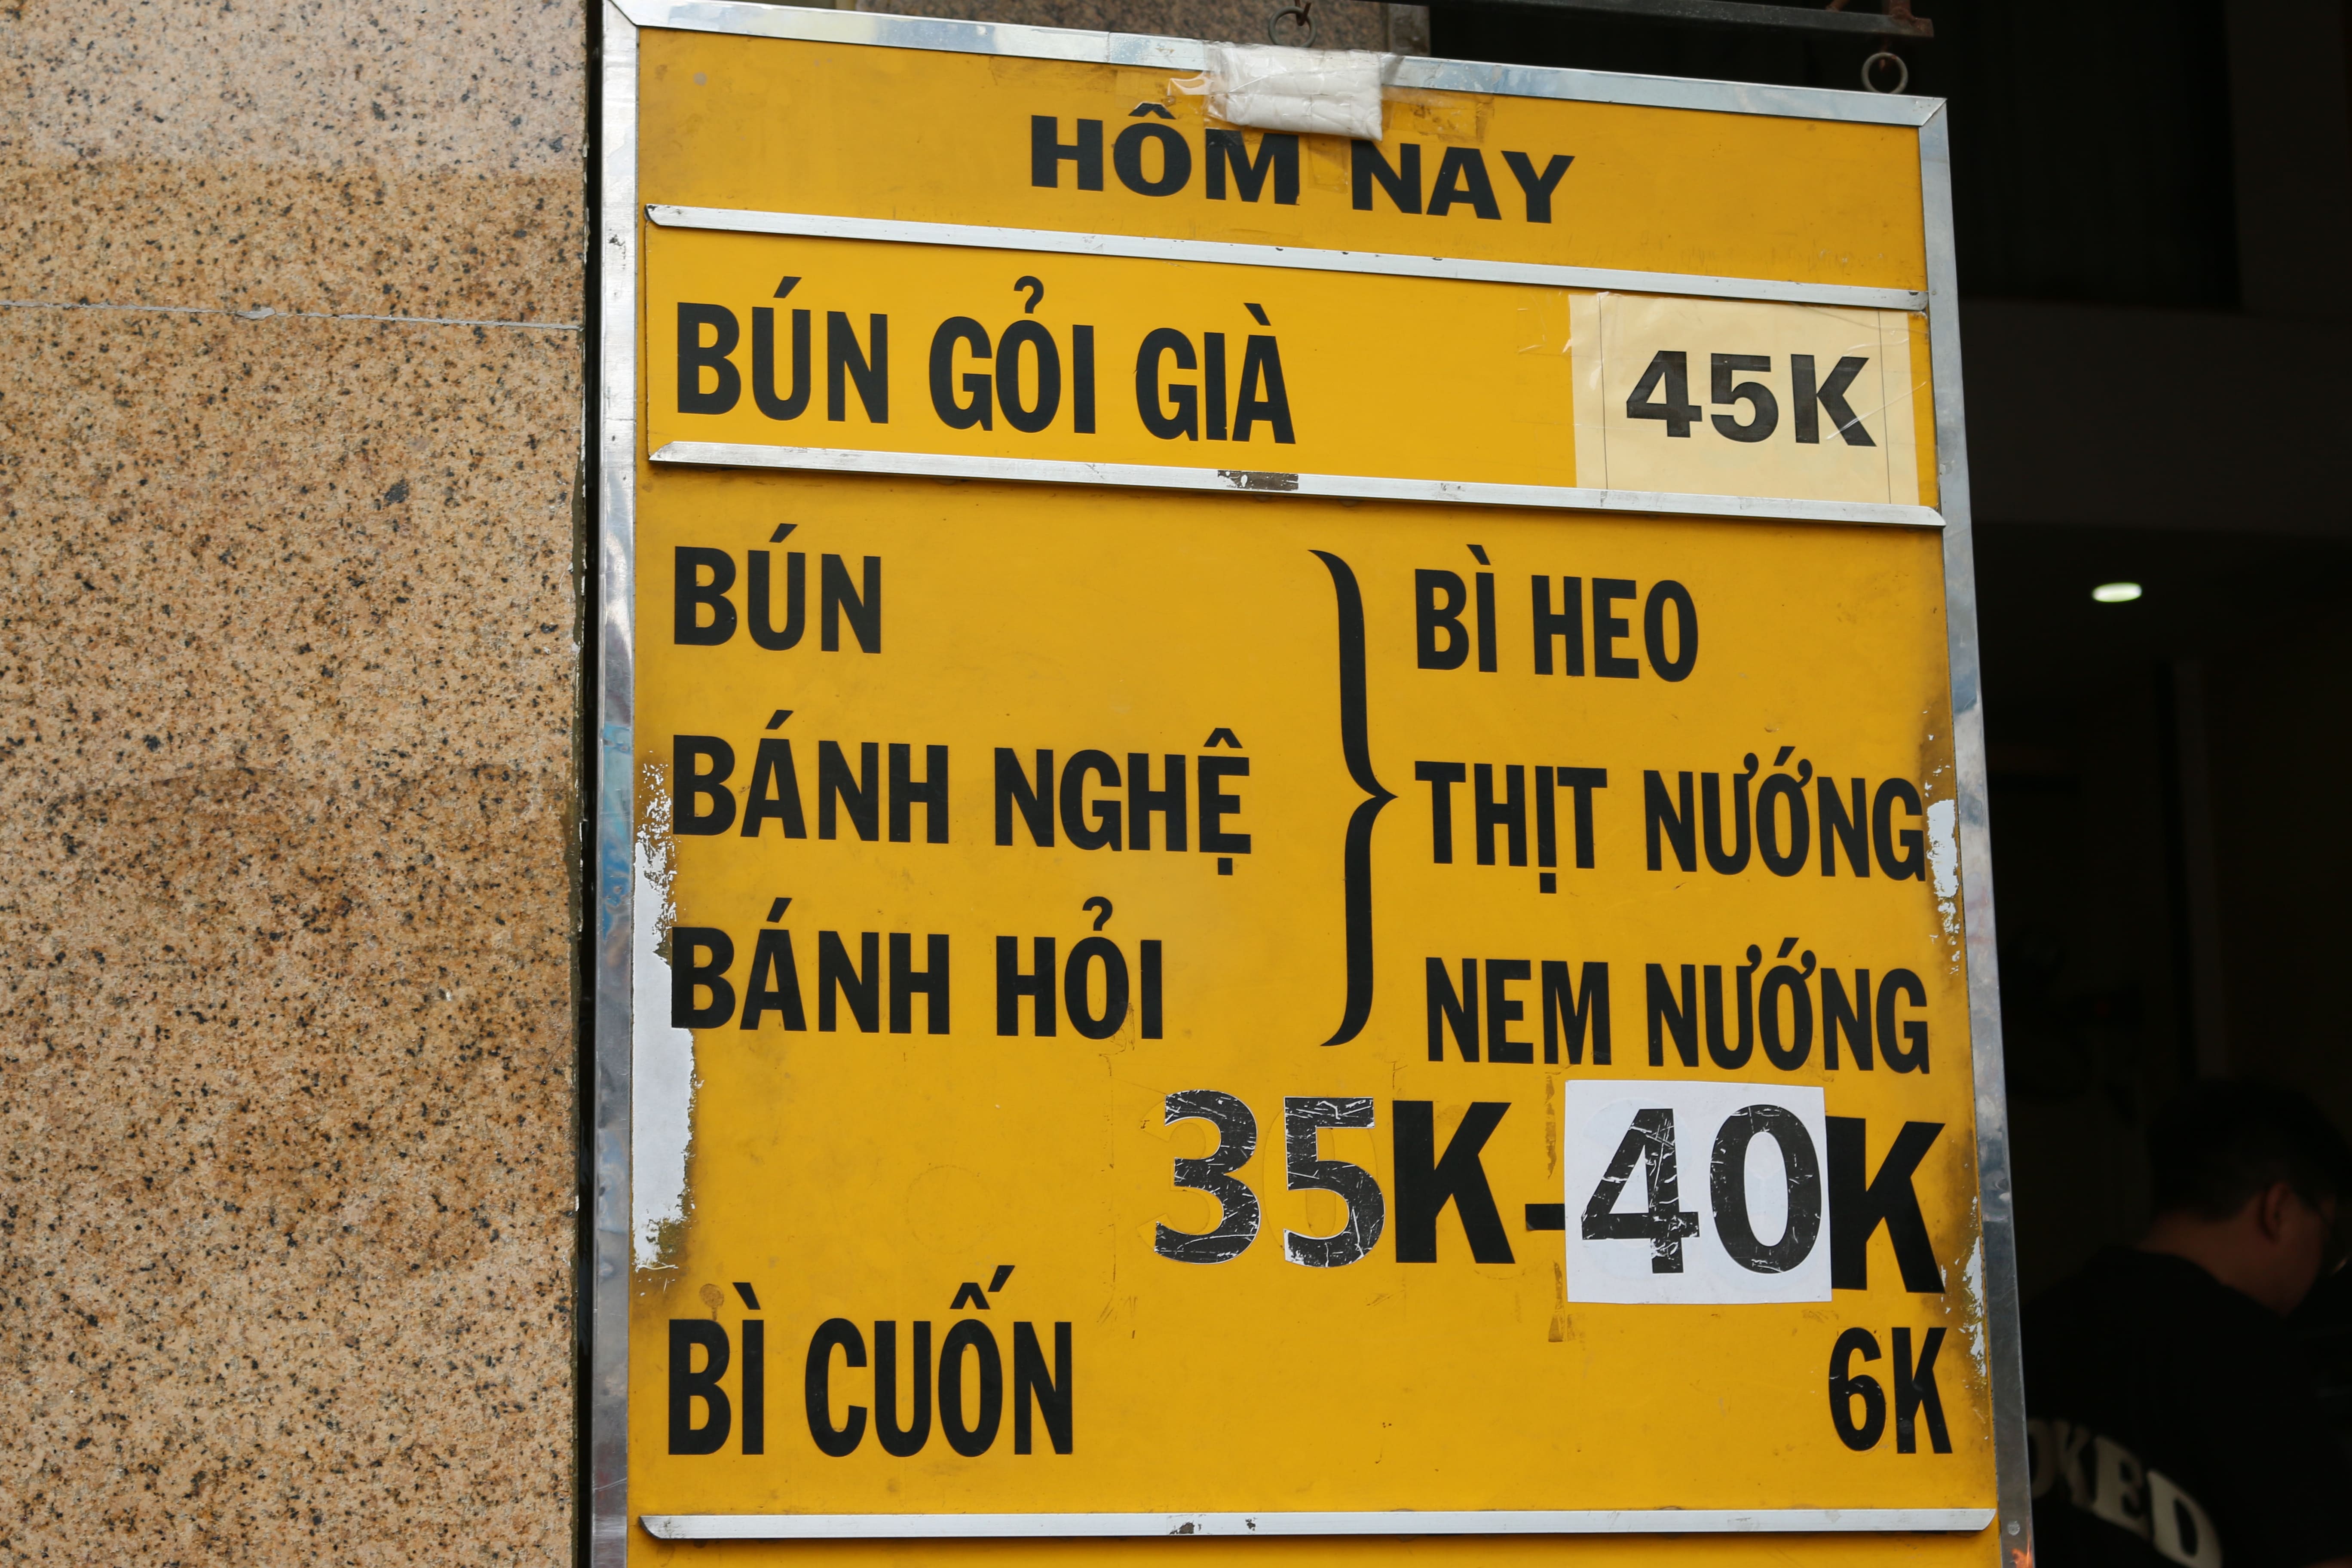 HÔM NAY
BÚN GỎI GIÀ 45K
BÚN
BÁNH NGHỆ
BÁNH HỎI
}
BÌ HEO
THỊT NƯỚNG
NEM NƯỚNG
35K-40K
BÌ CUỐN 6K